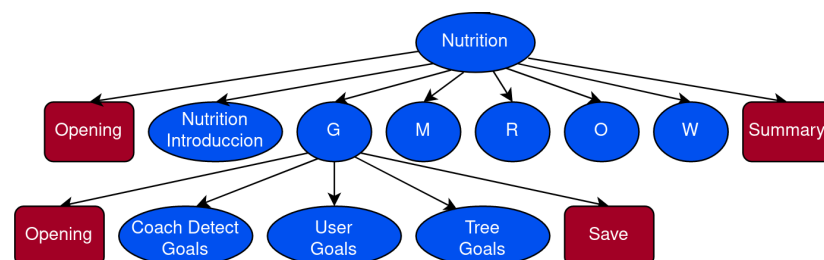 Nutrition
Opening
Nutrition
Introduccion
G
M
R
O
W
Summary
Opening
Coach Detect
Goals
User
Goals
Tree
Goals
Save